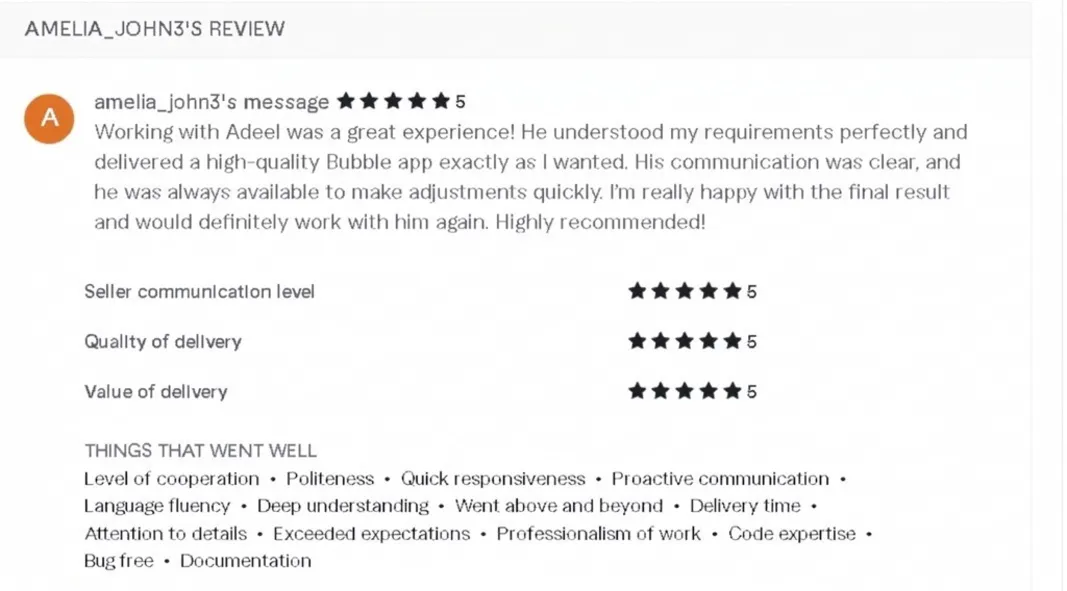 AMELIA_JOHN3'S REVIEW
A
amelia_john3's message ★★★★★ 5
Working with Adeel was a great experience! He understood my requirements perfectly and
delivered a high-quality Bubble app exactly as I wanted. His communication was clear, and
he was always available to make adjustments quickly. I'm really happy with the final result
and would definitely work with him again. Highly recommended!
Seller communication level ★★★★★ 5
Quality of delivery ★★★★★ 5
Value of delivery ★★★★★ 5
THINGS THAT WENT WELL
Level of cooperation • Politeness • Quick responsiveness • Proactive communication •
Language fluency • Deep understanding • Went above and beyond • Delivery time •
Attention to details • Exceeded expectations • Professionalism of work • Code expertise •
Bug free • Documentation